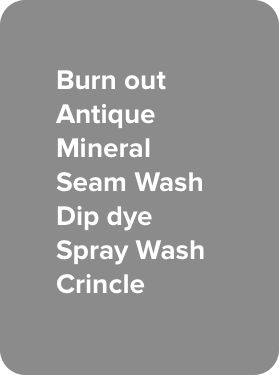 Burn out
Antique
Mineral
Seam Wash
Dip dye
Spray Wash
Crincle